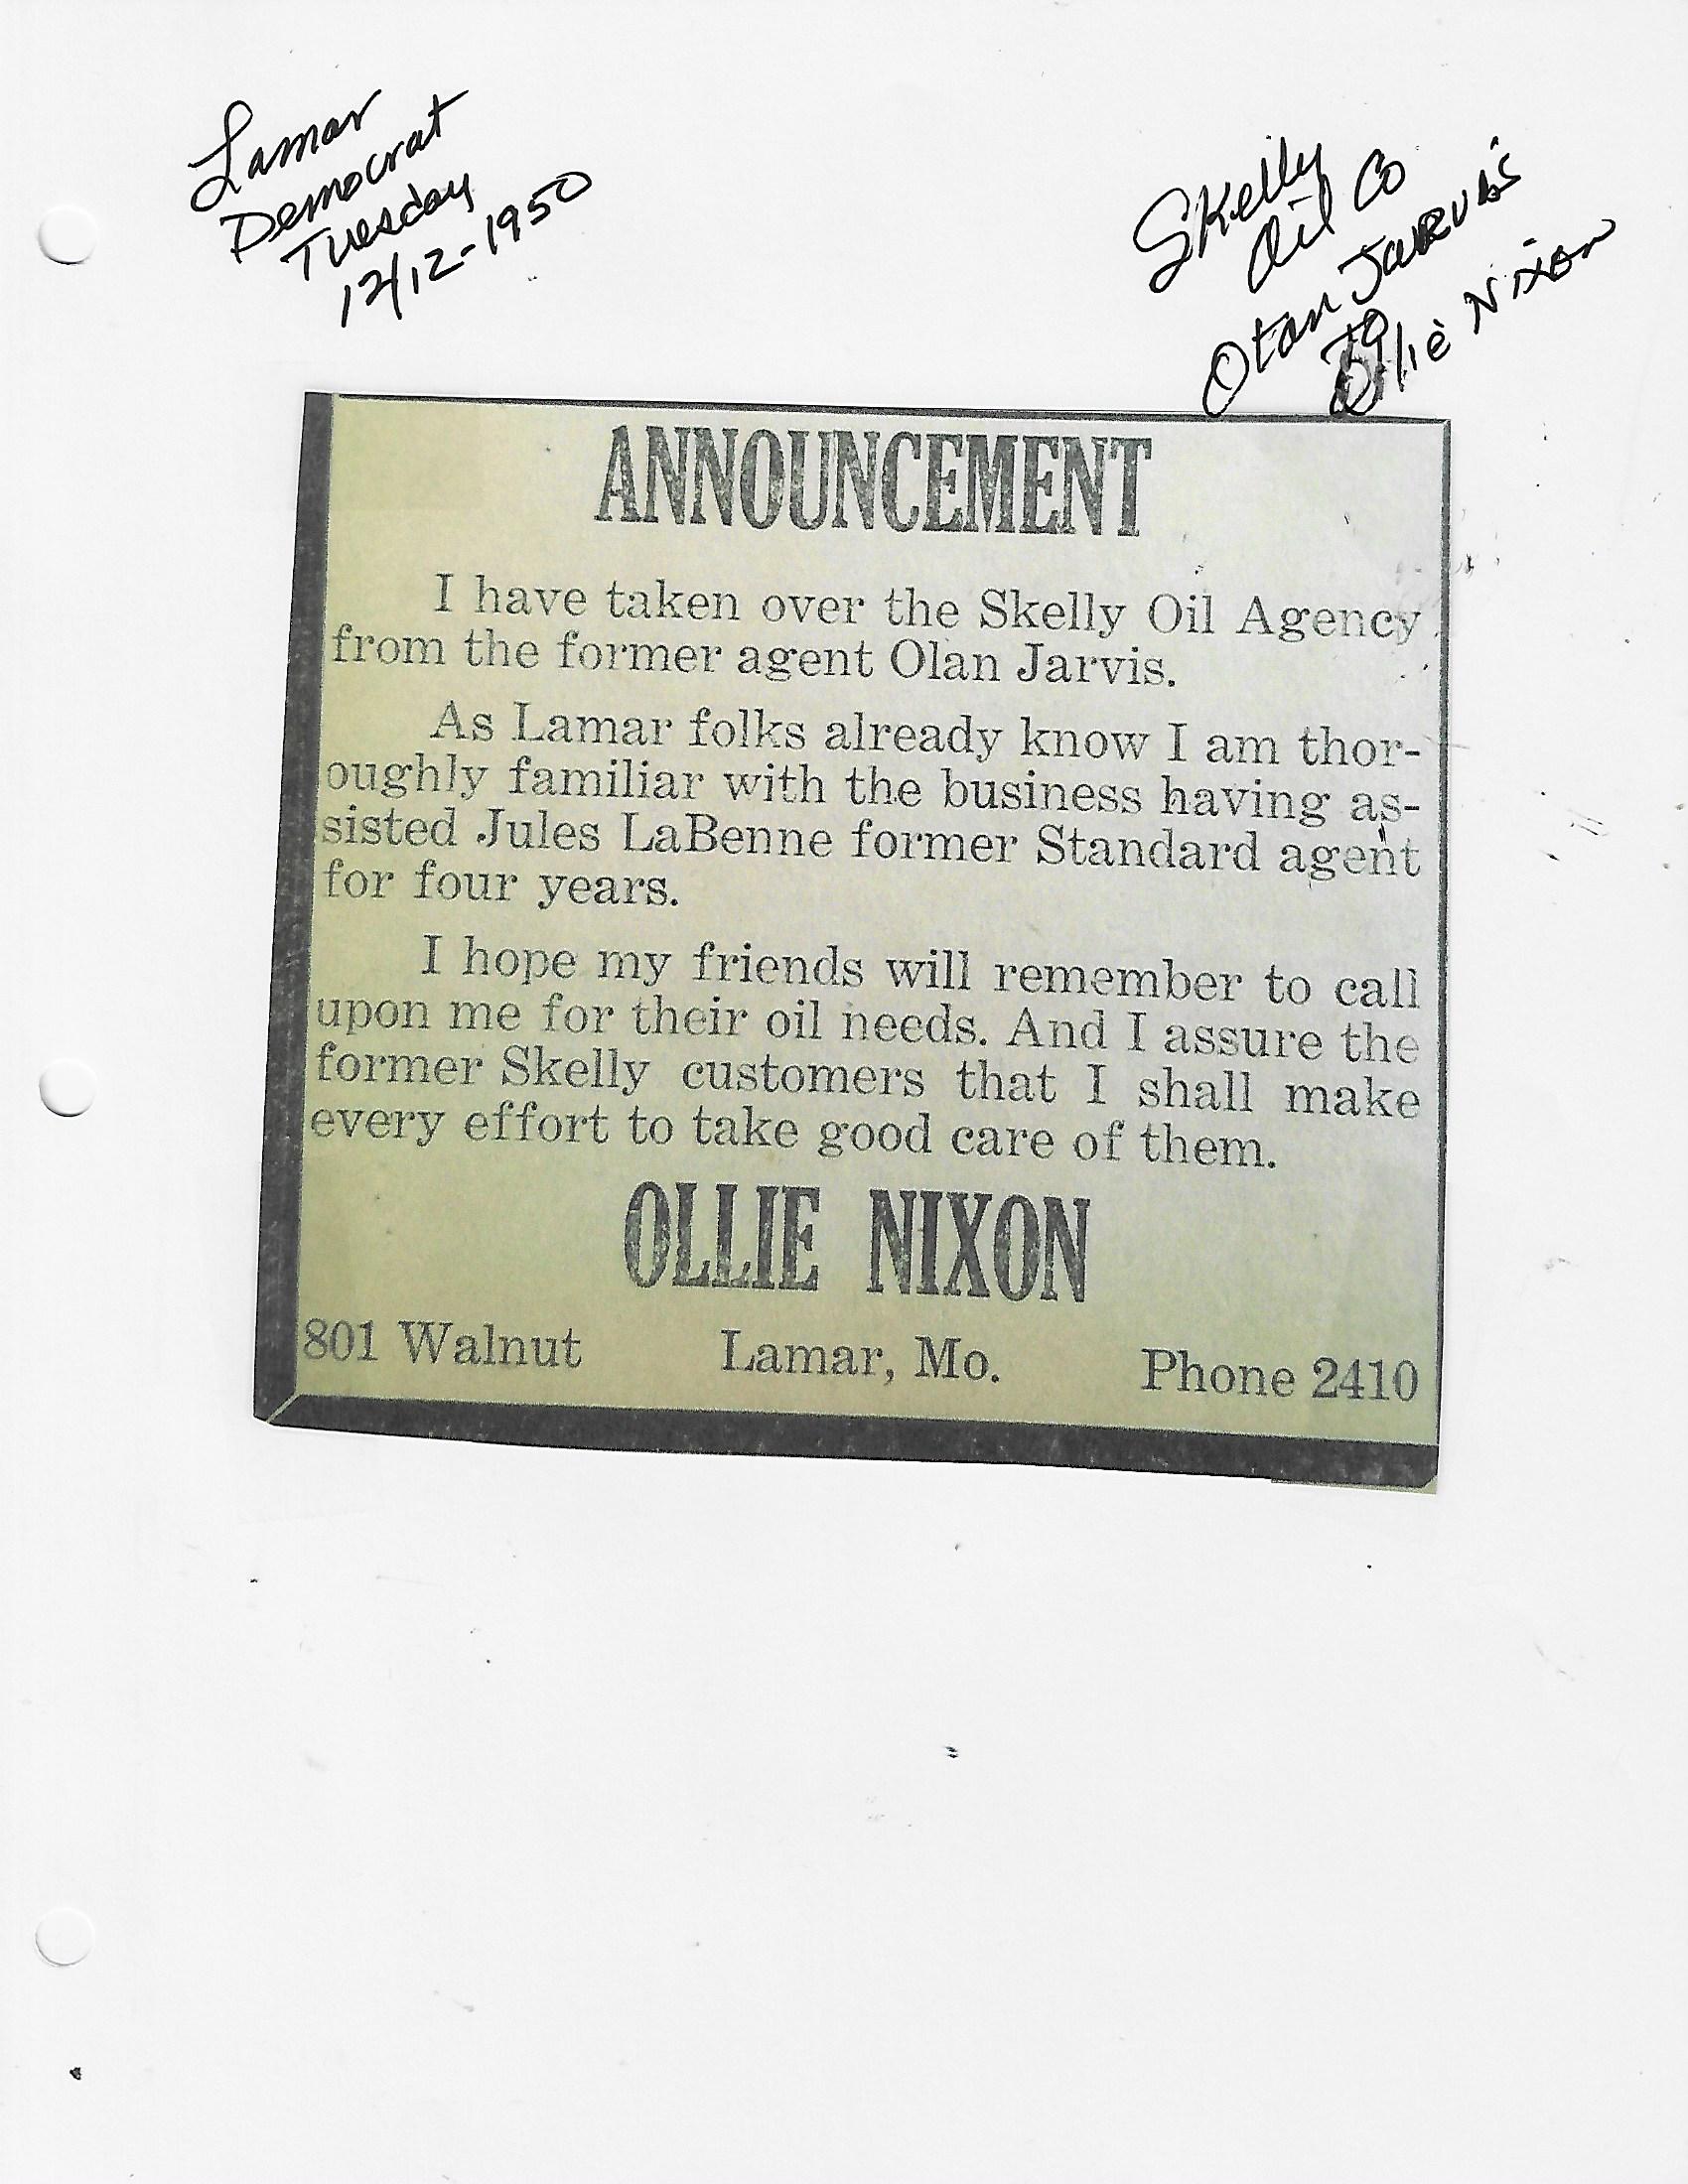 Lamar
Democrat
Tuesday
12/12-1950
Skelly
Oil Co
Otan Jarvis
To
Ollie Nixon
ANNOUNCEMENT
I have taken over the Skelly Oil Agency
from the former agent Olan Jarvis.
As Lamar folks already know I am thor-
oughly familiar with the business having as-
sisted Jules LaBenne former Standard agent
for four years.
I hope my friends will remember to call
upon me for their oil needs. And I assure the
former Skelly customers that I shall make
every effort to take good care of them.
OLLIE NIXON
801 Walnut Lamar, Mo. Phone 2410